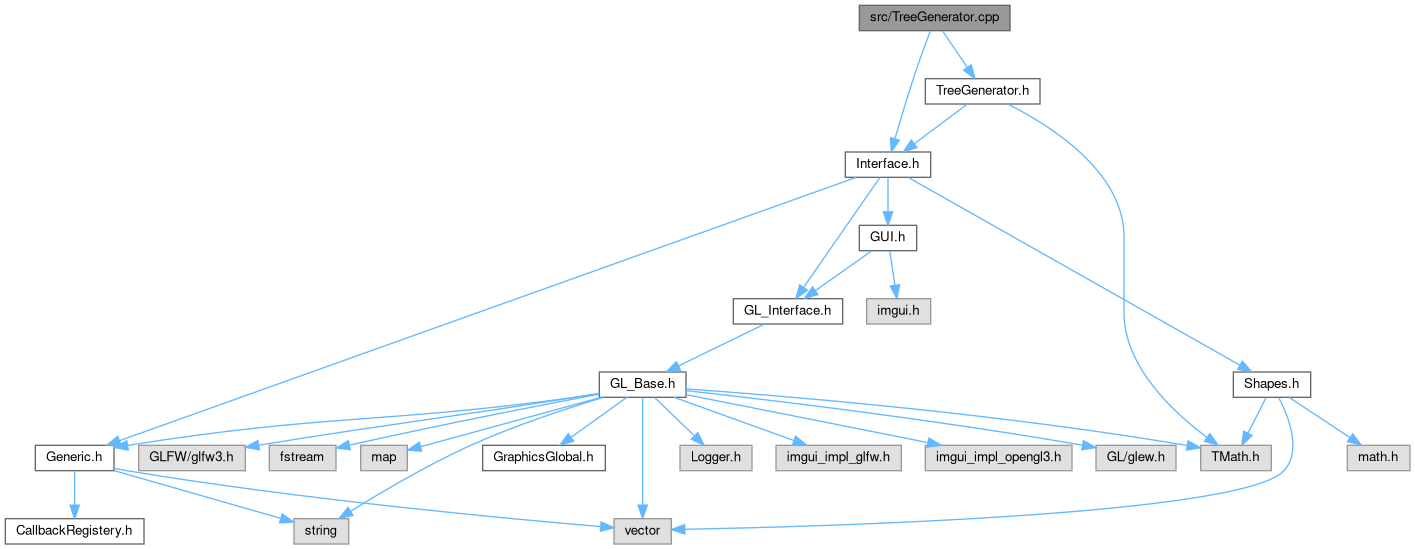 src/TreeGenerator.cpp
TreeGenerator.h
Interface.h
GUI.h
GL_Interface.h
imgui.h
GL_Base.h
Shapes.h
Generic.h
GLFW/glfw3.h
fstream
map
GraphicsGlobal.h
Logger.h
imgui_impl_glfw.h
imgui_impl_opengl3.h
GL/glew.h
TMath.h
math.h
CallbackRegistery.h
string
vector